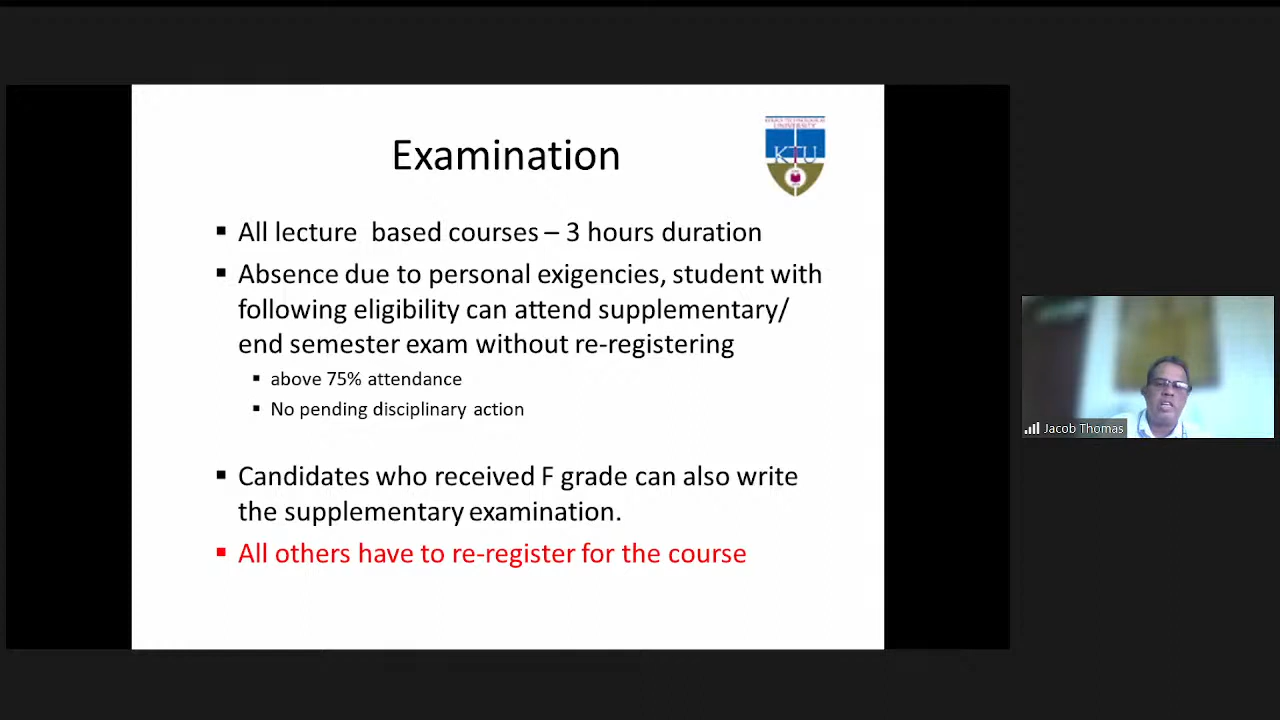 Examination
UNIVERSITY
KTU
▪ All lecture  based courses – 3 hours duration
▪ Absence due to personal exigencies, student with
following eligibility can attend supplementary/
end semester exam without re-registering
▪ above 75% attendance
▪ No pending disciplinary action
▪ Candidates who received F grade can also write
the supplementary examination.
▪ All others have to re-register for the course
Jacob Thomas